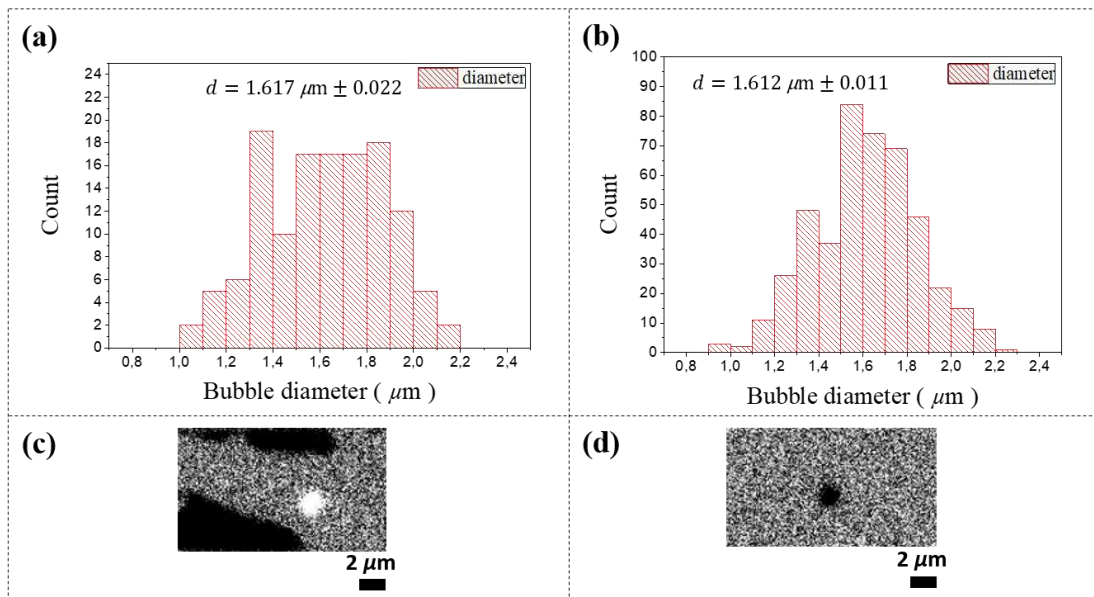 (a)
d = 1.617 μm ± 0.022
diameter
Count
24
22
20
18
16
14
12
10
8
6
4
2
0
0,8 1,0 1,2 1,4 1,6 1,8 2,0 2,2 2,4
Bubble diameter ( μm )
(b)
d = 1.612 μm ± 0.011
diameter
Count
100
90
80
70
60
50
40
30
20
10
0
0,8 1,0 1,2 1,4 1,6 1,8 2,0 2,2 2,4
Bubble diameter ( μm )
(c)
2 μm
(d)
2 μm